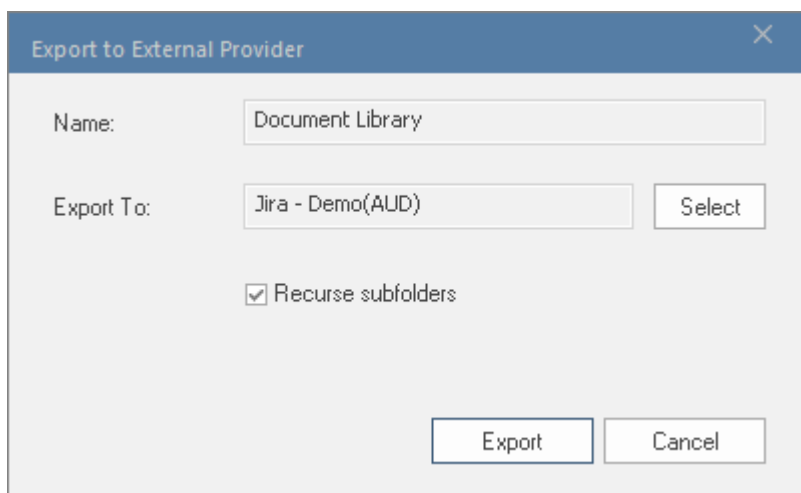 Export to External Provider
Name:
Document Library
Export To:
Jira - Demo(AUD)
Select
Recurse subfolders
Export
Cancel